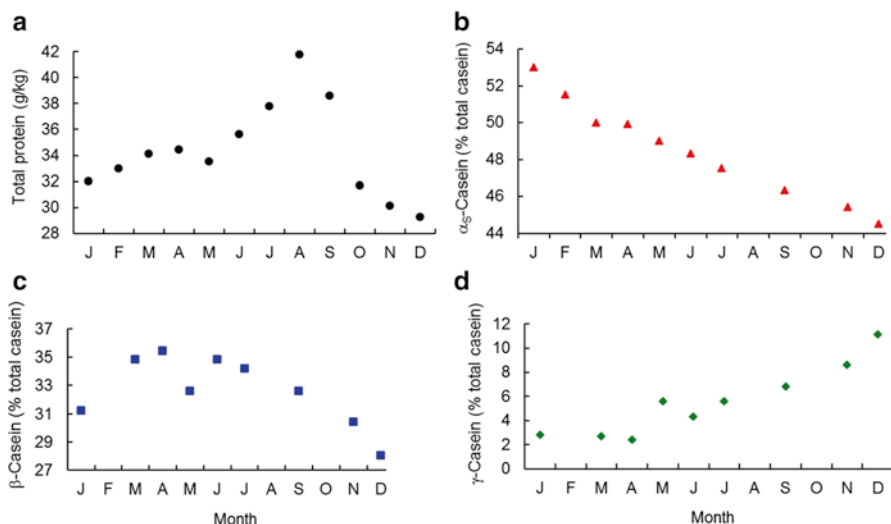 a
Total protein (g/kg)
42
40
38
36
34
32
30
28
J F M A M J J A S O N D
b
αS-Casein (% total casein)
54
52
50
48
46
44
J F M A M J J A S O N D
c
β-Casein (% total casein)
37
35
33
31
29
27
J F M A M J J A S O N D
Month
d
γ-Casein (% total casein)
12
10
8
6
4
2
0
J F M A M J J A S O N D
Month